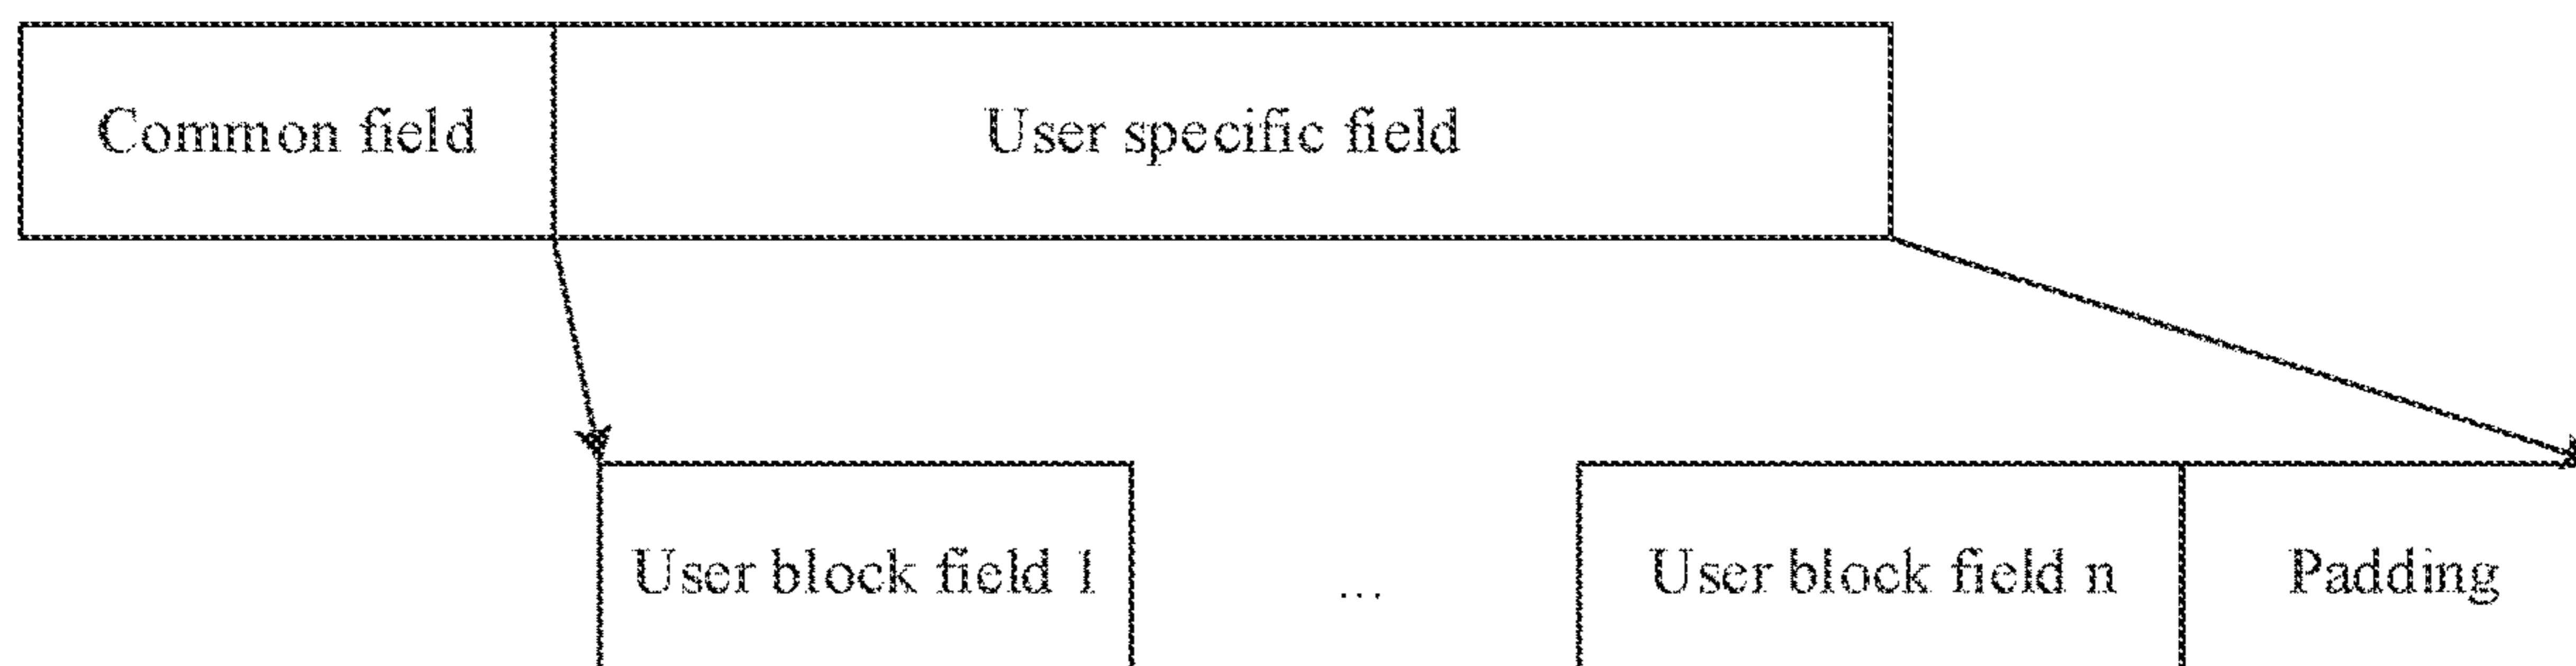 Common field User specific field
User block field 1 ... User block field n Padding